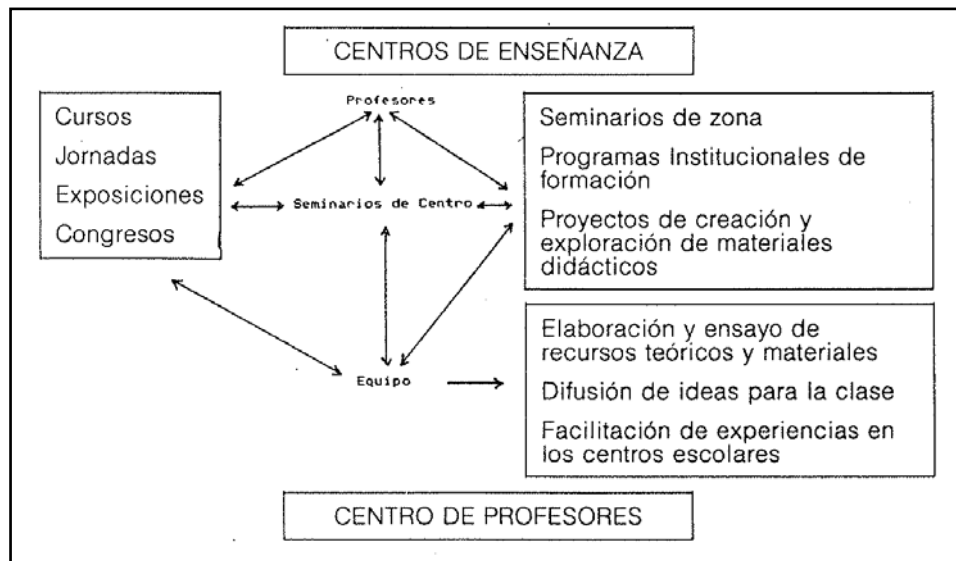 CENTROS DE ENSEÑANZA
Profesores
Cursos
Jornadas
Exposiciones
Congresos
Seminarios de Centro
Seminarios de zona
Programas Institucionales de
formación
Proyectos de creación y
exploración de materiales
didácticos
Equipo
Elaboración y ensayo de
recursos teóricos y materiales
Difusión de ideas para la clase
Facilitación de experiencias en
los centros escolares
CENTRO DE PROFESORES